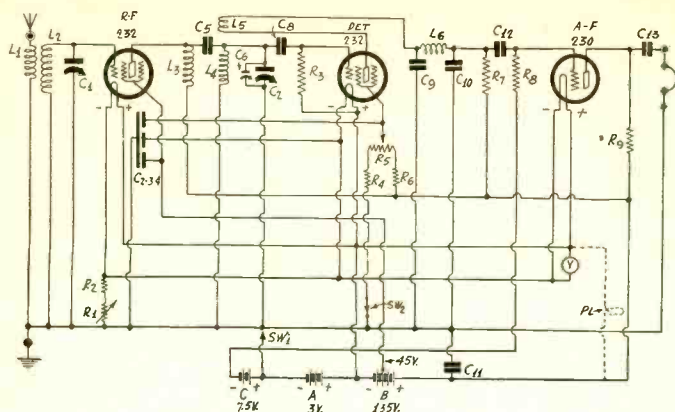 R-F
232
L1
L2
C1
L3
C5
L4
L5
C6
C8
C2
R3
DET
232
L6
C9
C10
C12
R7
R8
A-F
230
C13
R9
C2-34
R5
R4
R6
R2
R1
SW1
SW2
45V.
C11
PL
V
- C +
7.5V.
- A +
3V.
- B +
135V.